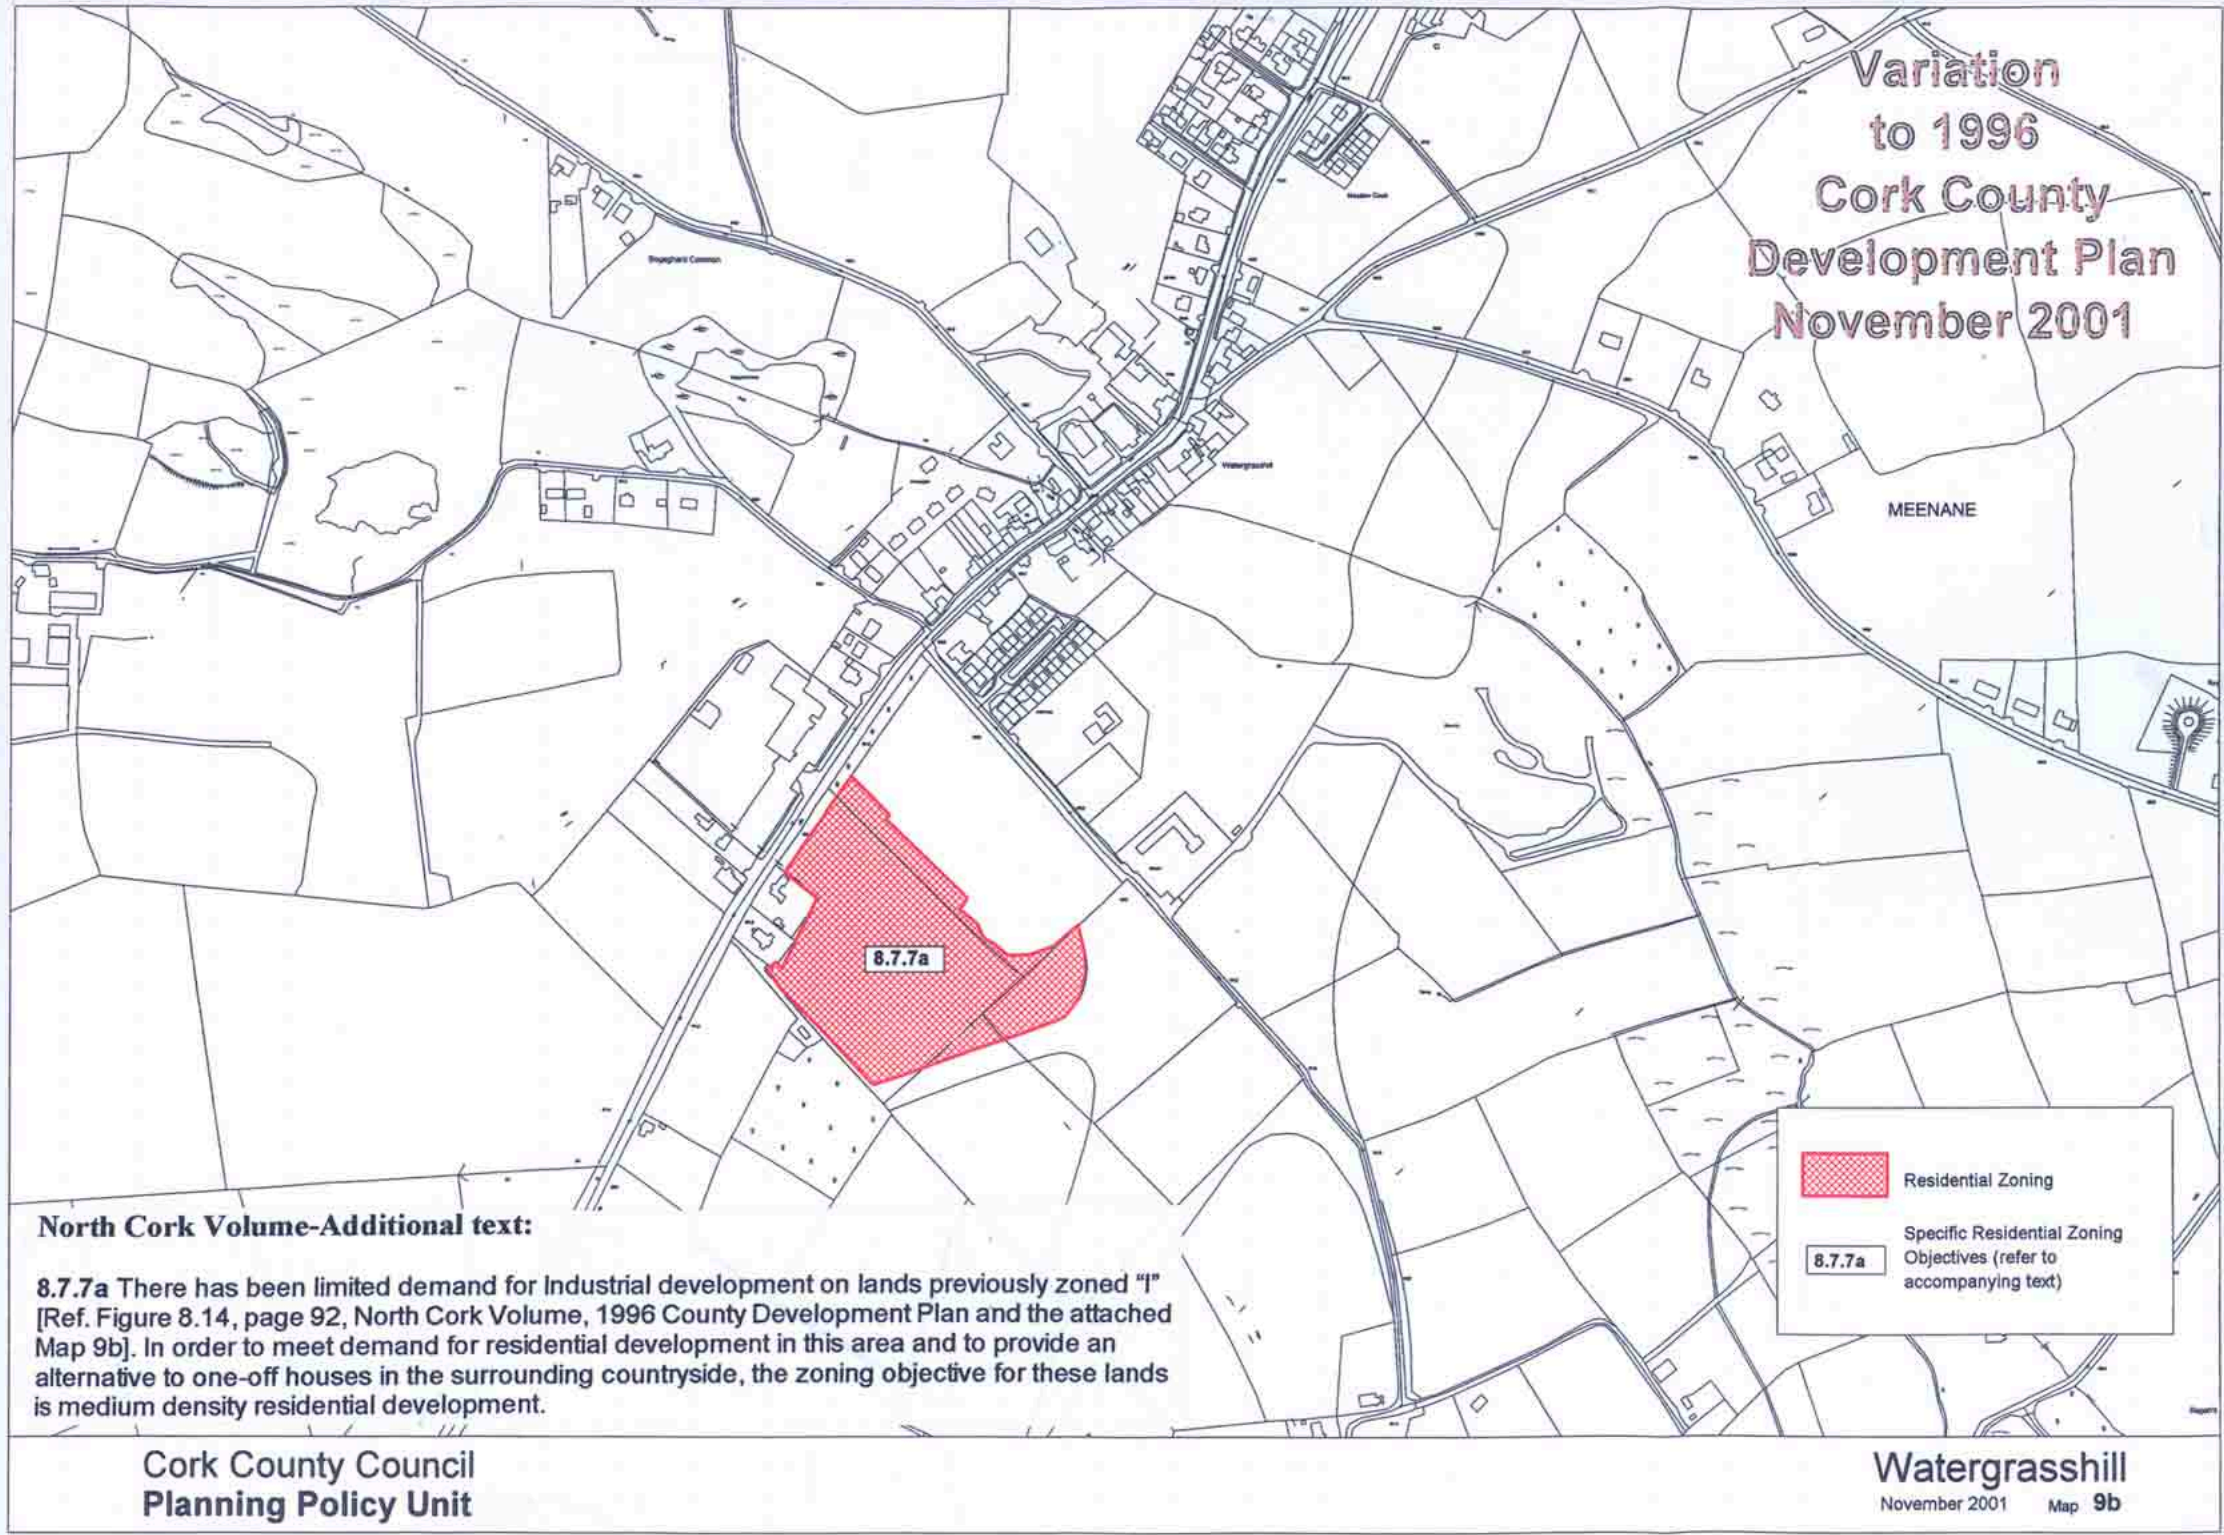 Variation
to 1996
Cork County
Development Plan
November 2001
Watergrasshill
MEENANE
8.7.7a
Residential Zoning
Specific Residential Zoning
8.7.7a
Objectives (refer to
accompanying text)
North Cork Volume-Additional text:
8.7.7a There has been limited demand for Industrial development on lands previously zoned "I"
[Ref. Figure 8.14, page 92, North Cork Volume, 1996 County Development Plan and the attached
Map 9b]. In order to meet demand for residential development in this area and to provide an
alternative to one-off houses in the surrounding countryside, the zoning objective for these lands
is medium density residential development.
Cork County Council
Planning Policy Unit
Watergrasshill
November 2001 Map 9b